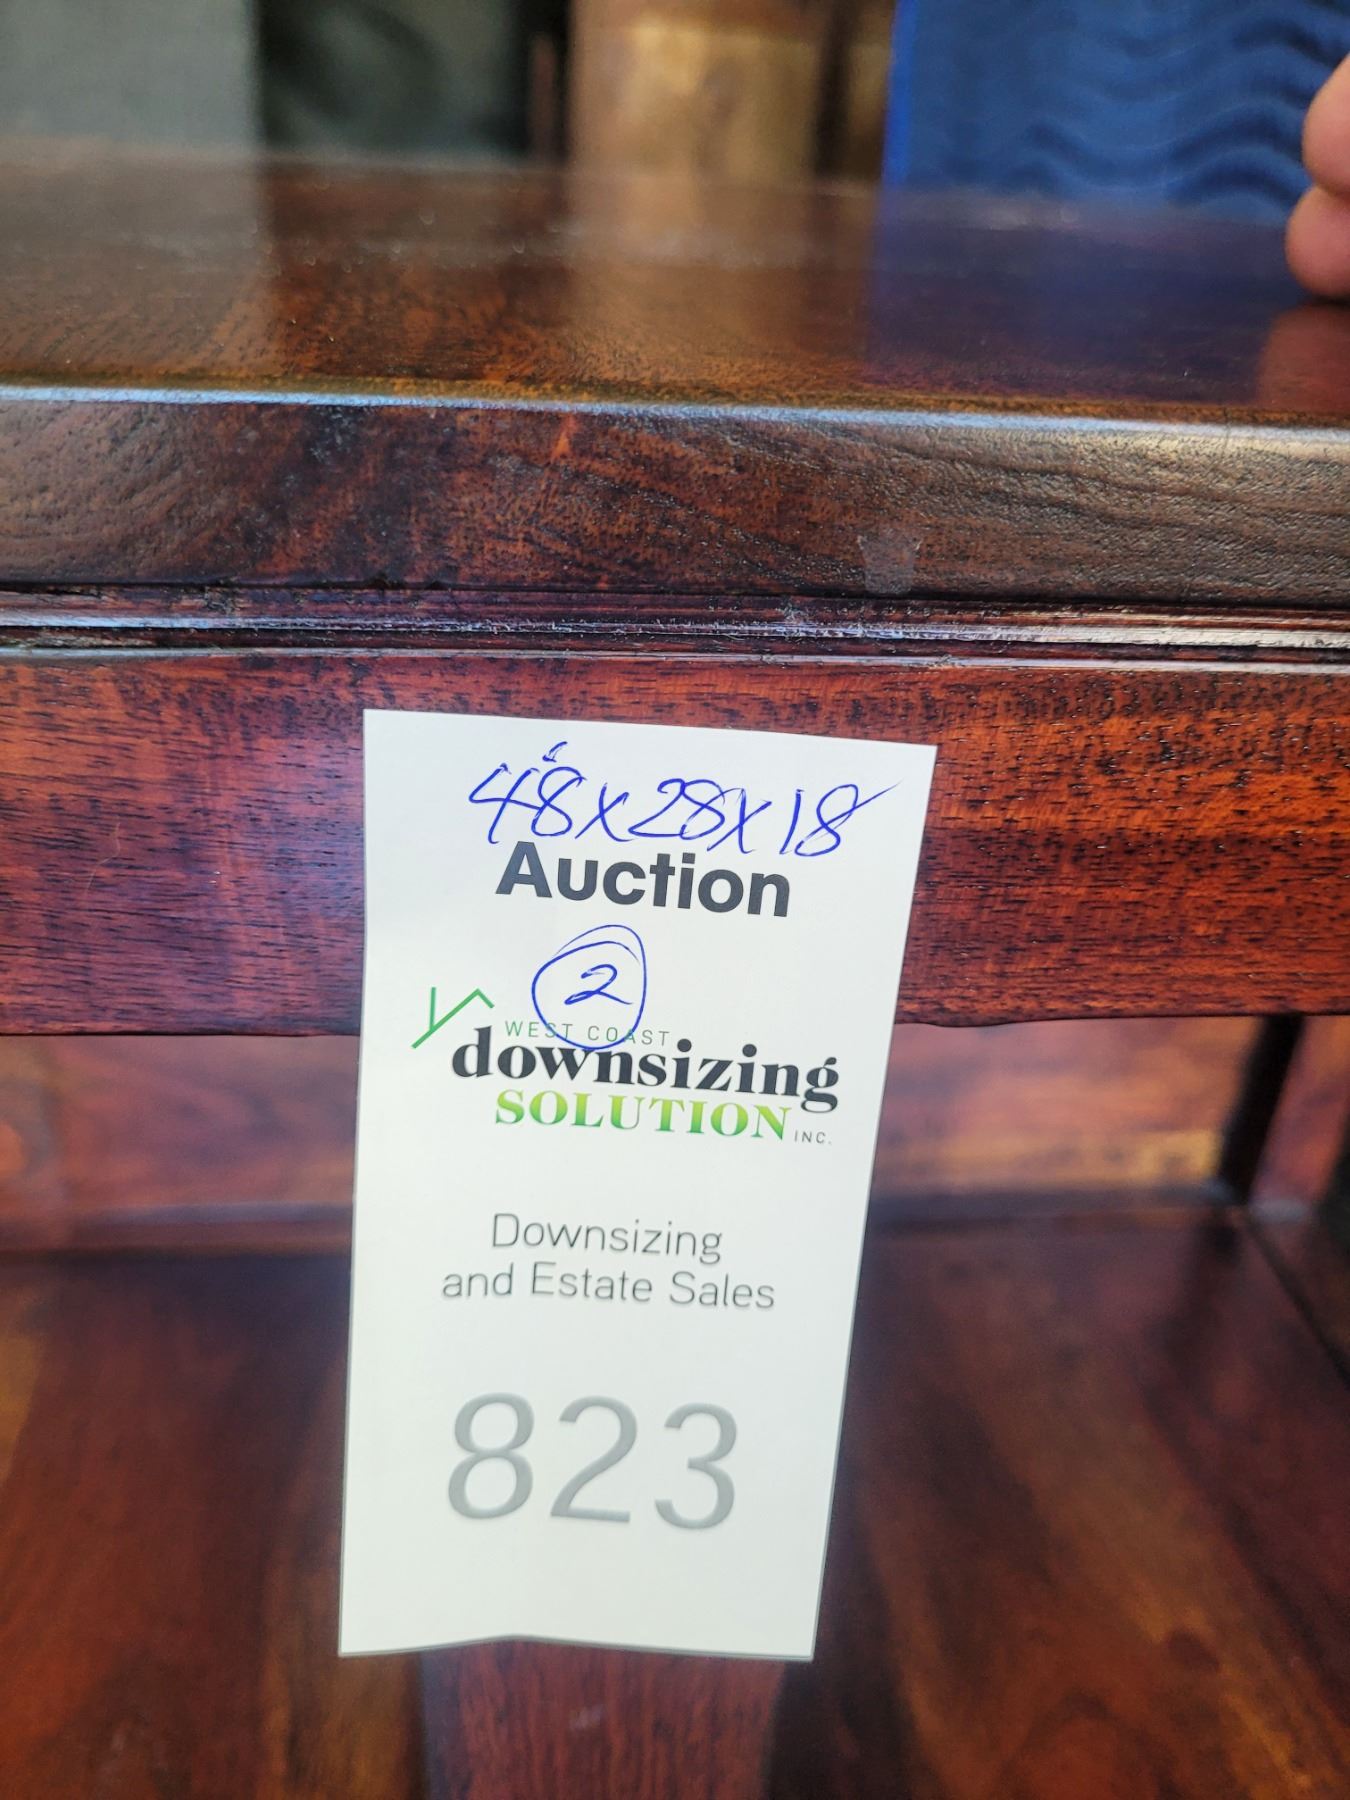 48x28x18
Auction
2
WEST COAST
downsizing
SOLUTION INC.
Downsizing
and Estate Sales
823